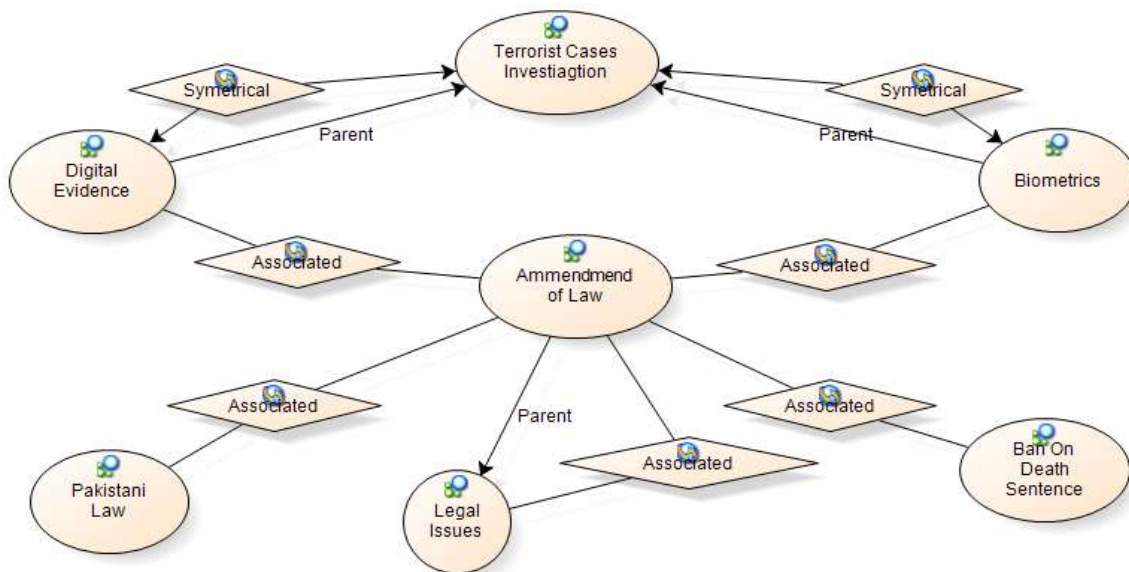 Terrorist Cases
Investiagtion
Symetrical
Symetrical
Parent
Parent
Digital
Evidence
Biometrics
Associated
Associated
Ammendmend
of Law
Associated
Associated
Parent
Associated
Pakistani
Law
Legal
Issues
Ban On
Death
Sentence